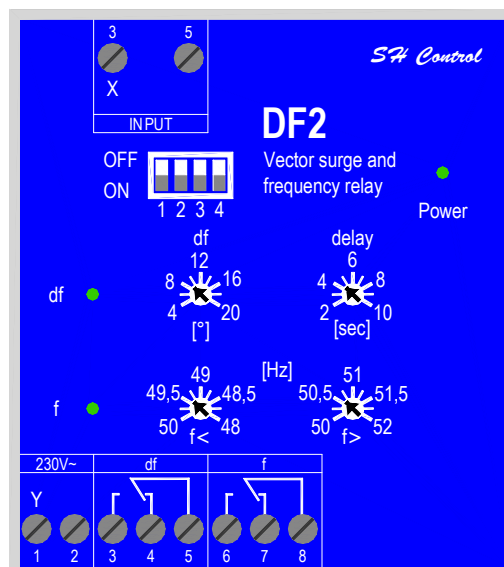 3 5
SH Control
X
INPUT
DF2
OFF
ON
Vector surge and
frequency relay
1 2 3 4
Power
df
12
8 16
4 20
[°]
delay
6
4 8
2 10
[sec]
df
[Hz]
49
49,5 48,5
50 48
f<
51
50,5 51,5
50 52
f>
f
230V~ df f
Y
1 2 3 4 5 6 7 8